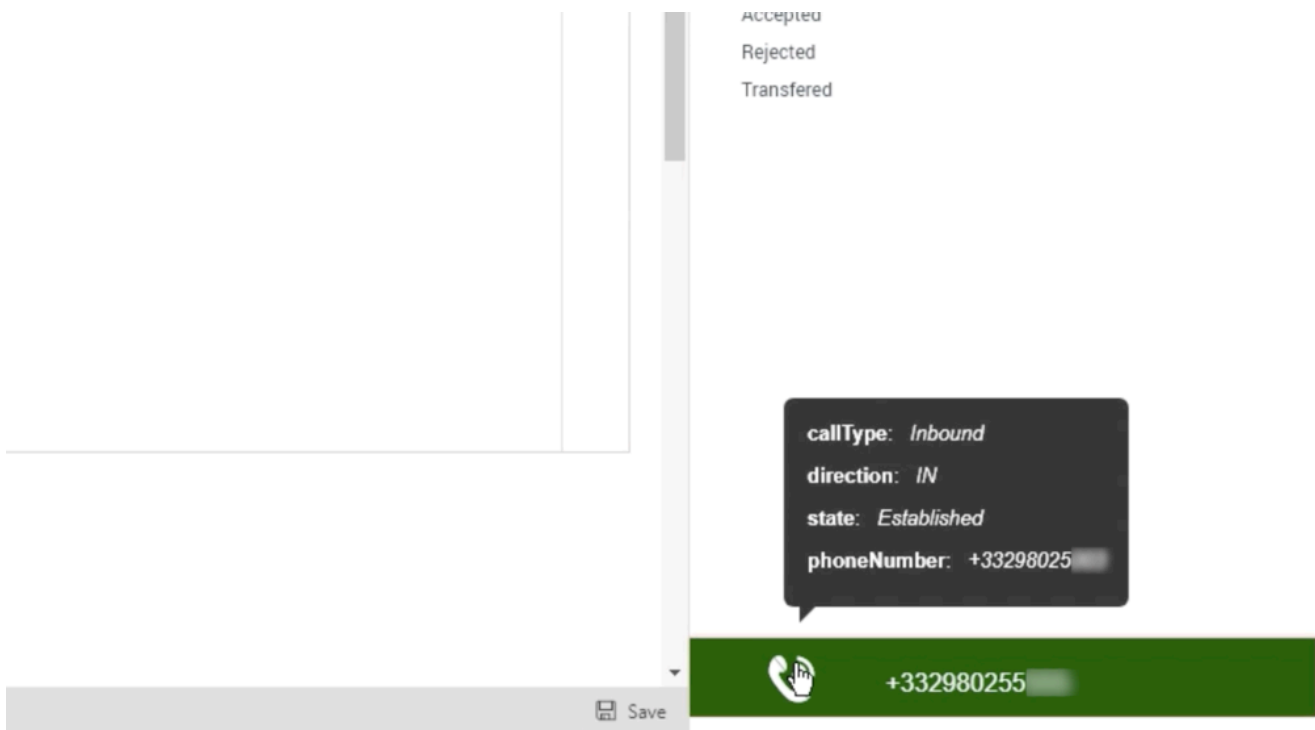 Accepted
Rejected
Transfered
callType: Inbound
direction: IN
state: Established
phoneNumber: +33298025
+332980255
Save